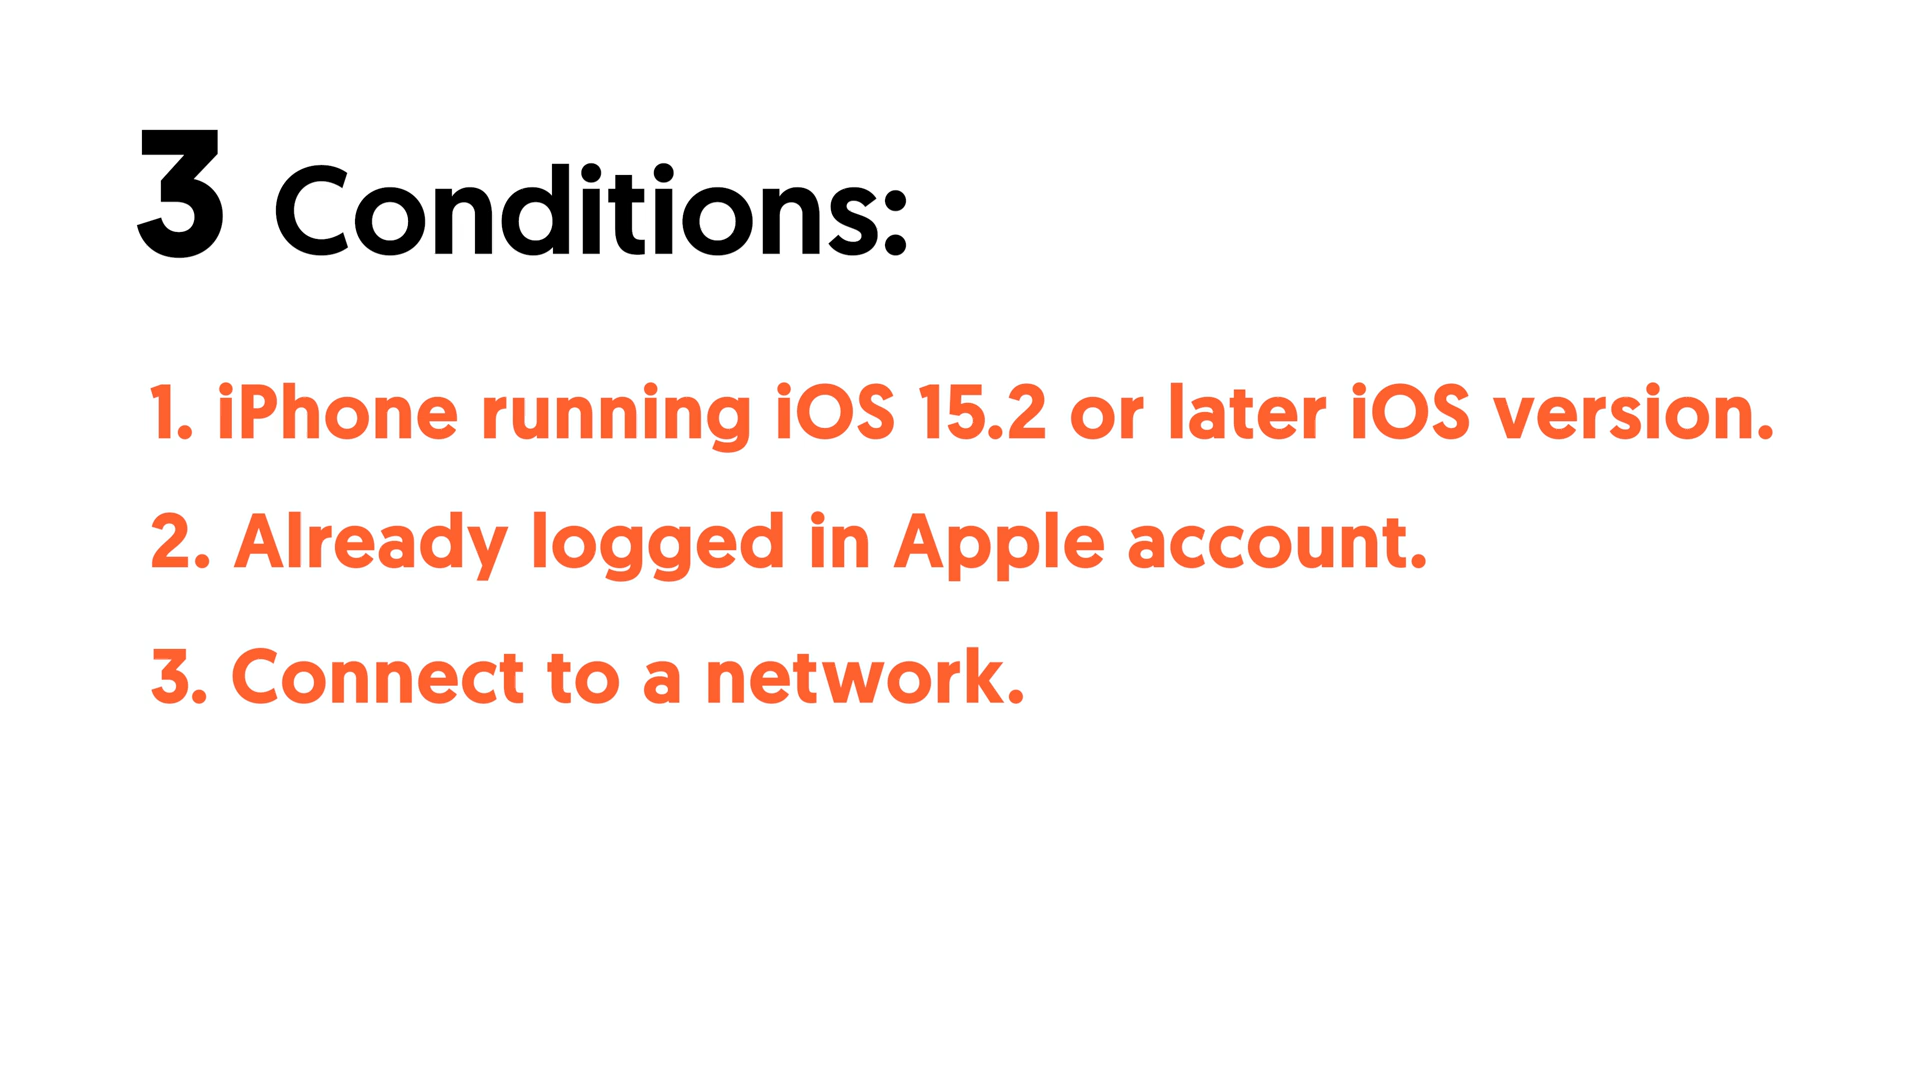 3 Conditions:
1. iPhone running iOS 15.2 or later iOS version.
2. Already logged in Apple account.
3. Connect to a network.